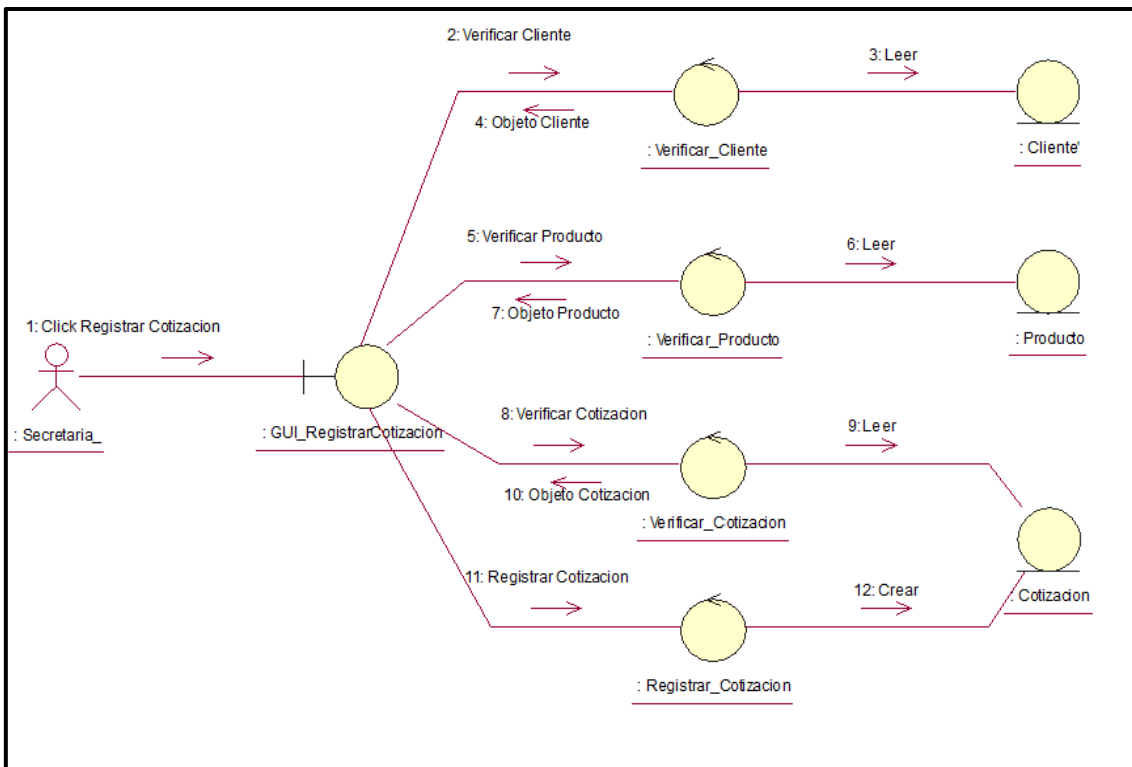 2: Verificar Cliente
3: Leer
4: Objeto Cliente
: Verificar_Cliente
: Cliente'
5: Verificar Producto
6: Leer
7: Objeto Producto
: Verificar_Producto
: Producto
1: Click Registrar Cotizacion
: Secretaria_
: GUI_RegistrarCotizacion
8: Verificar Cotizacion
9: Leer
10: Objeto Cotizacion
: Verificar_Cotizacion
11: Registrar Cotizacion
12: Crear
: Cotizacion
: Registrar_Cotizacion